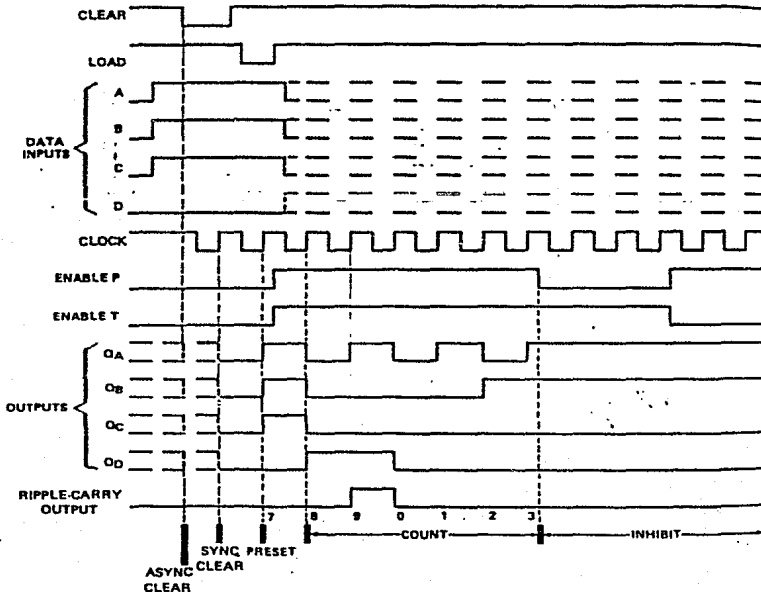 CLEAR
LOAD
A
B
DATA INPUTS
C
D
CLOCK
ENABLE P
ENABLE T
QA
QB
OUTPUTS
QC
QD
RIPPLE-CARRY OUTPUT
7 8 9 0 1 2 3
SYNC CLEAR
PRESET
COUNT
INHIBIT
ASYNC CLEAR